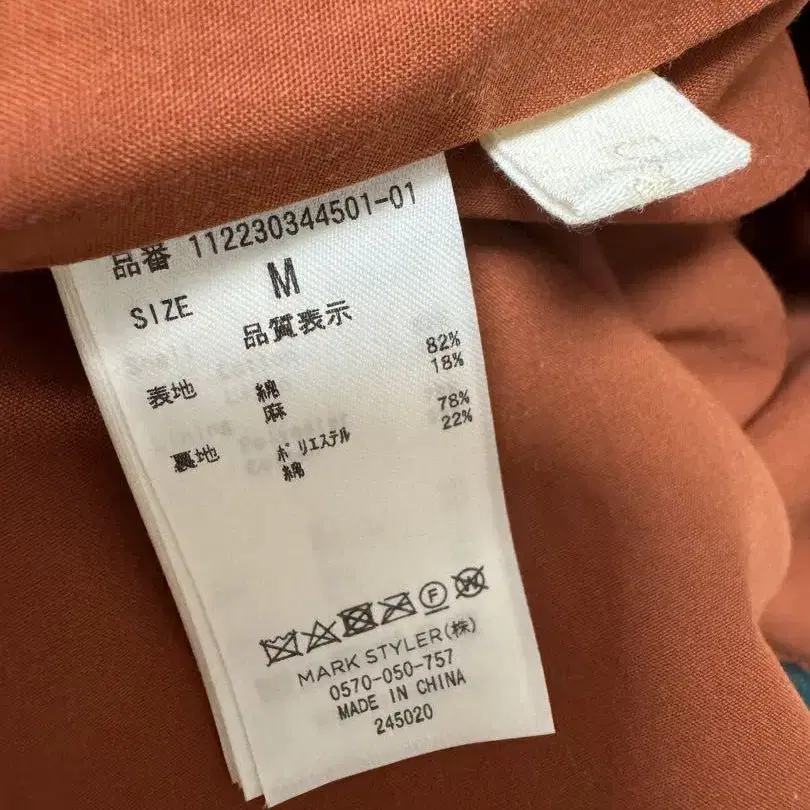 品番 112230344501-01
SIZE M
品質表示
表地 綿 82%
麻 18%
裏地 ポリエステル 78%
綿 22%
MARK STYLER(株)
0570-050-757
MADE IN CHINA
245020